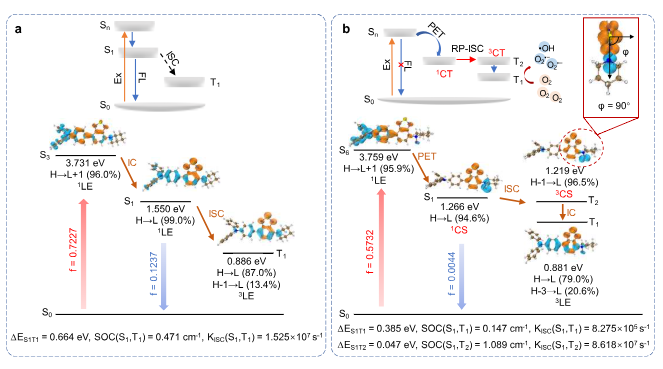 a
Sn
S1
ISC
T1
Ex
FL
S0
S3
3.731 eV
H→L+1 (96.0%)
¹LE
IC
S1
1.550 eV
H→L (99.0%)
¹LE
ISC
T1
0.886 eV
H→L (87.0%)
H-1→L (13.4%)
³LE
f = 0.7227
f = 0.1237
S0
ΔES1T1 = 0.664 eV, SOC(S1,T1) = 0.471 cm⁻¹, KISC(S1,T1) = 1.525×10⁷ s⁻¹
b
Sn
PET
RP-ISC
³CT
¹CT
T2
T1
Ex
FL
S0
•OH
O2•⁻ O2•⁻
O2
O2 O2
φ
φ = 90°
S6
3.759 eV
H→L+1 (95.9%)
¹LE
PET
S1
1.266 eV
H→L (94.6%)
¹CS
ISC
1.219 eV
H-1→L (96.5%)
³CS
T2
IC
T1
0.881 eV
H→L (79.0%)
H-3→L (20.6%)
³LE
f = 0.5732
f = 0.0044
S0
ΔES1T1 = 0.385 eV, SOC(S1,T1) = 0.147 cm⁻¹, KISC(S1,T1) = 8.275×10⁵ s⁻¹
ΔES1T2 = 0.047 eV, SOC(S1,T2) = 1.089 cm⁻¹, KISC(S1,T2) = 8.618×10⁷ s⁻¹